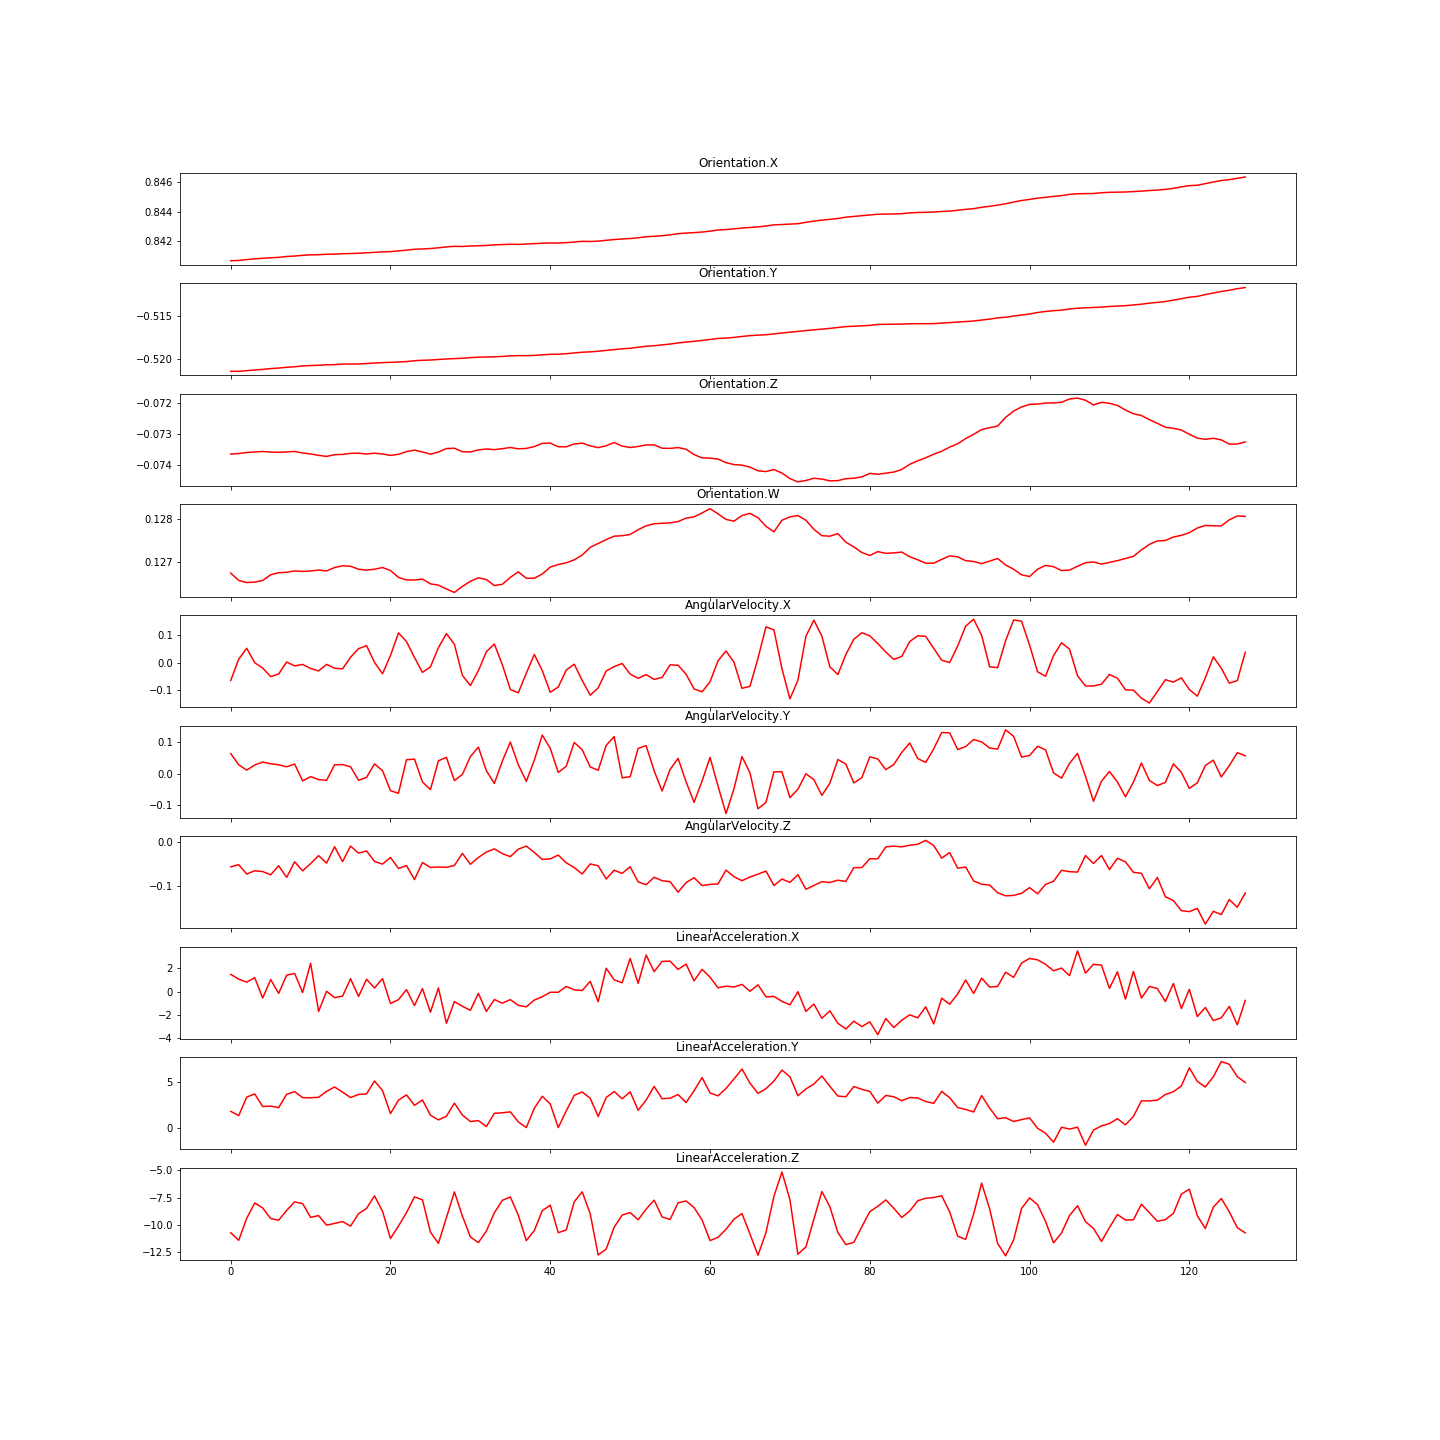 Orientation.X
0.846
0.844
0.842
Orientation.Y
−0.515
−0.520
Orientation.Z
−0.072
−0.073
−0.074
Orientation.W
0.128
0.127
AngularVelocity.X
0.1
0.0
−0.1
AngularVelocity.Y
0.1
0.0
−0.1
AngularVelocity.Z
0.0
−0.1
LinearAcceleration.X
2
0
−2
−4
LinearAcceleration.Y
5
0
LinearAcceleration.Z
−5.0
−7.5
−10.0
−12.5
0 20 40 60 80 100 120